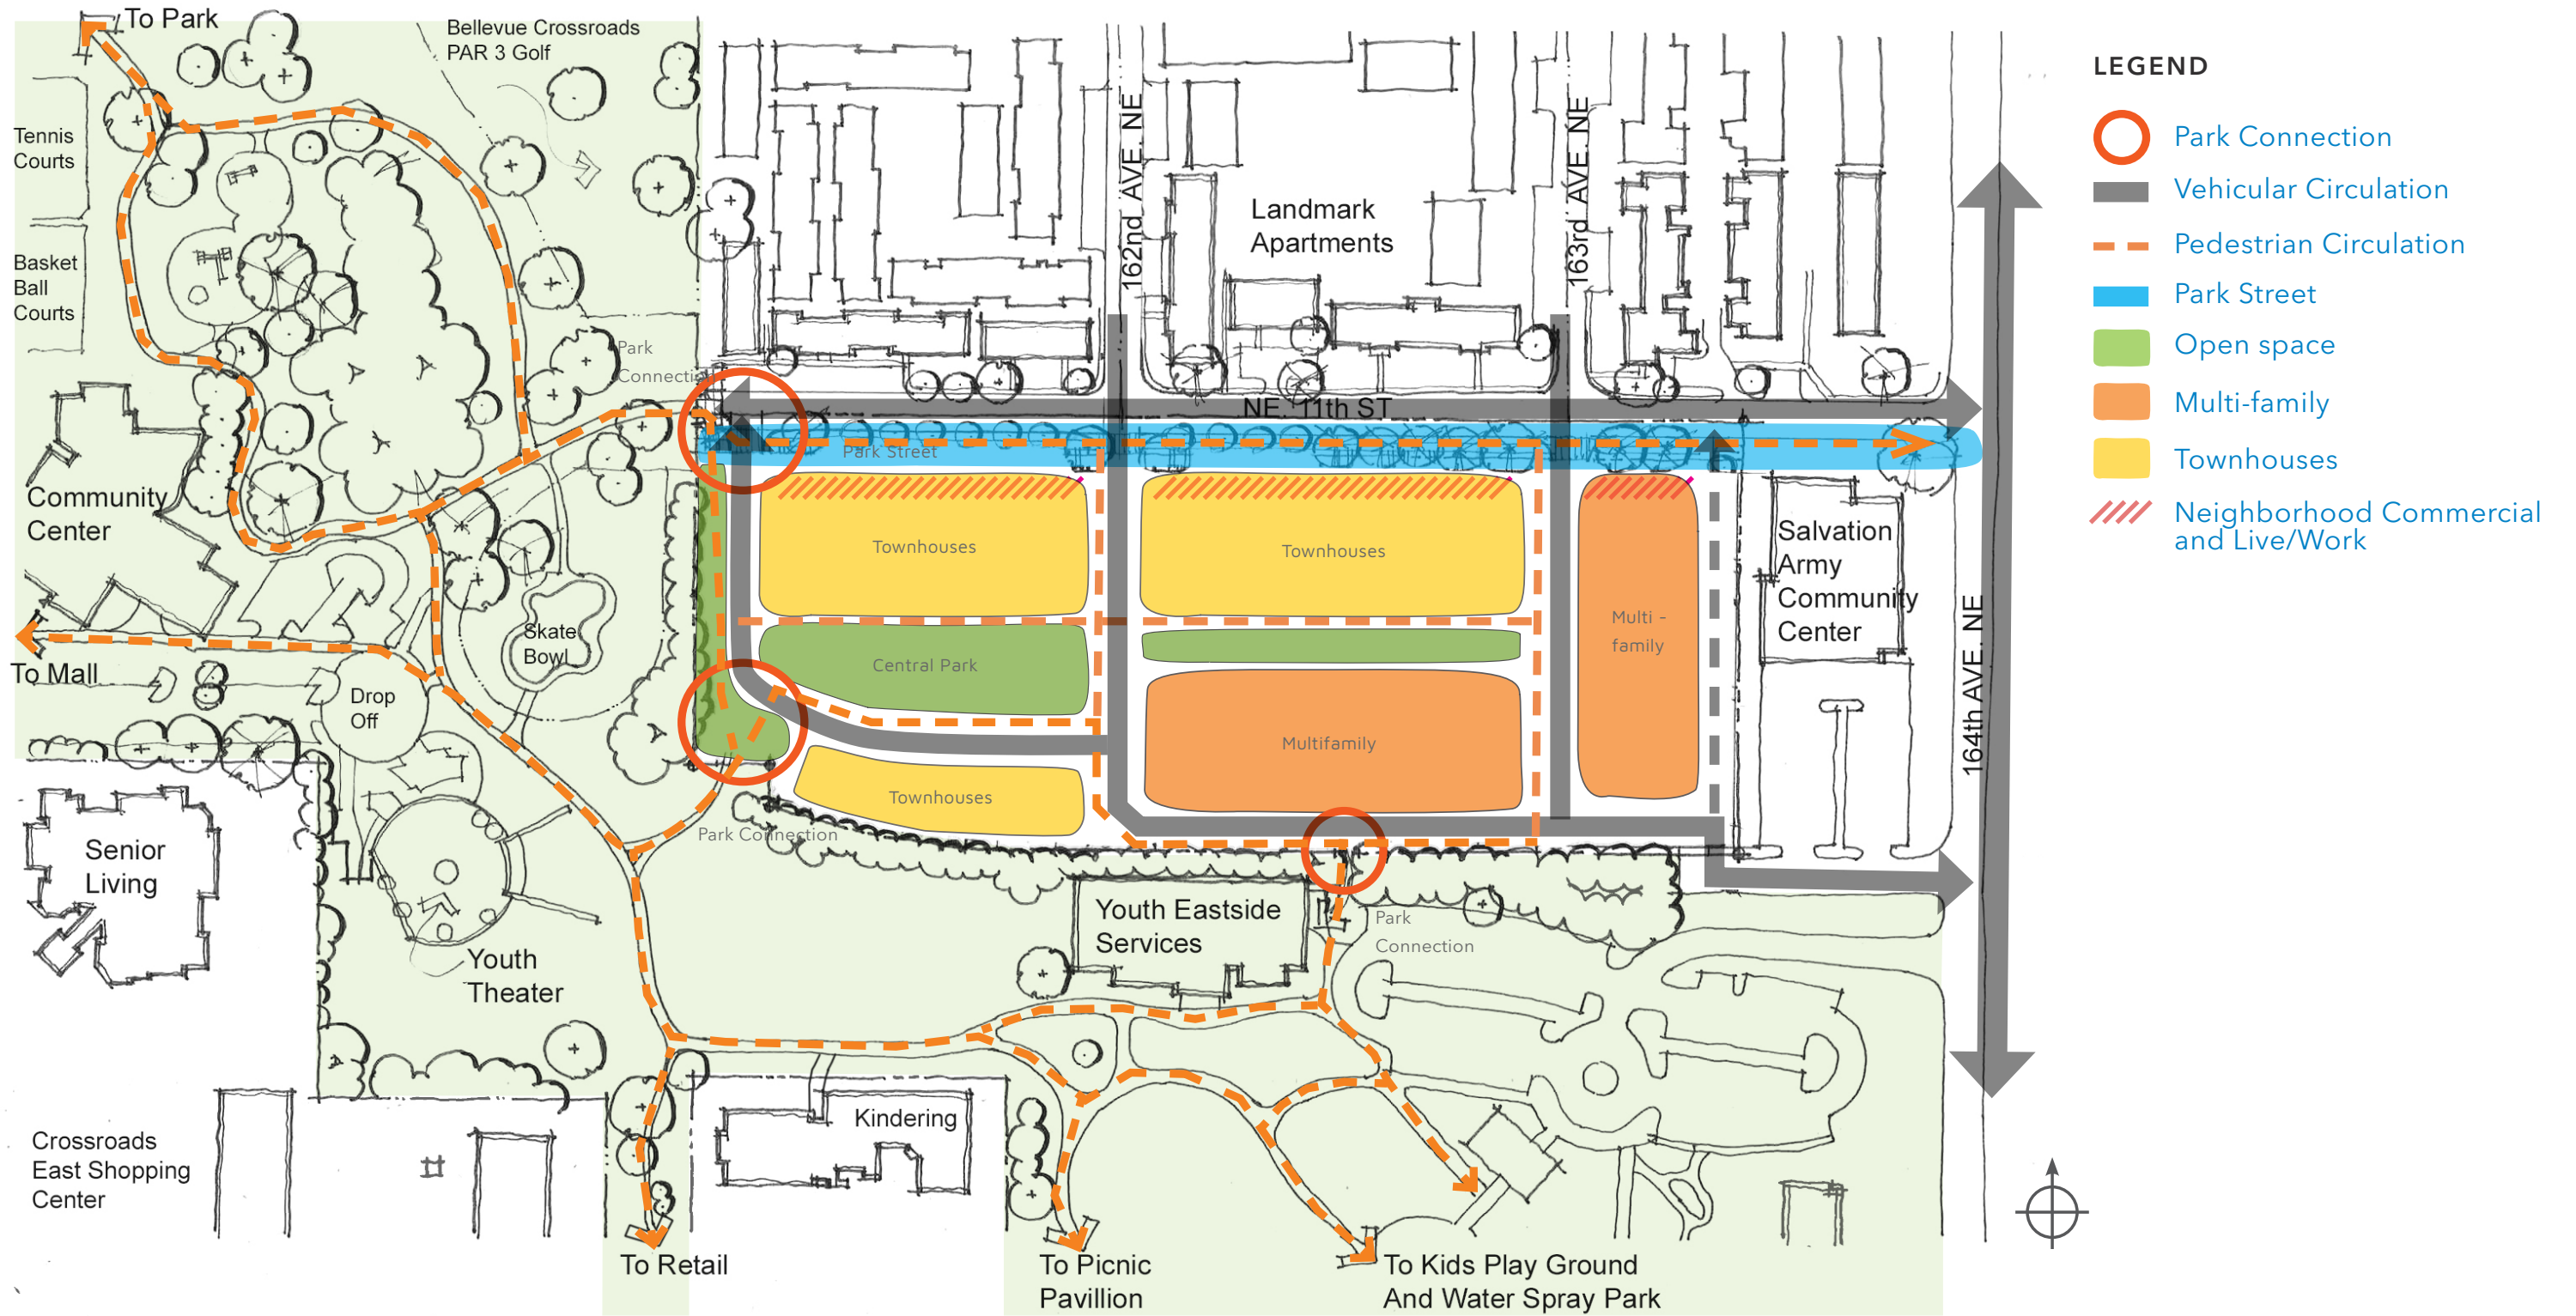 To Park
Bellevue Crossroads
PAR 3 Golf
Tennis
Courts
Basket
Ball
Courts
Park
Connection
162nd AVE. NE
Landmark
Apartments
163rd AVE. NE
NE. 11th ST
Park Street
Community
Center
Townhouses
Townhouses
Multi -
family
Salvation
Army
Community
Center
164th AVE. NE
Skate
Bowl
To Mall
Drop
Off
Central Park
Multifamily
Townhouses
Park Connection
Senior
Living
Youth
Theater
Youth Eastside
Services
Park
Connection
Kindering
Crossroads
East Shopping
Center
To Retail
To Picnic
Pavillion
To Kids Play Ground
And Water Spray Park
LEGEND
Park Connection
Vehicular Circulation
Pedestrian Circulation
Park Street
Open space
Multi-family
Townhouses
Neighborhood Commercial
and Live/Work